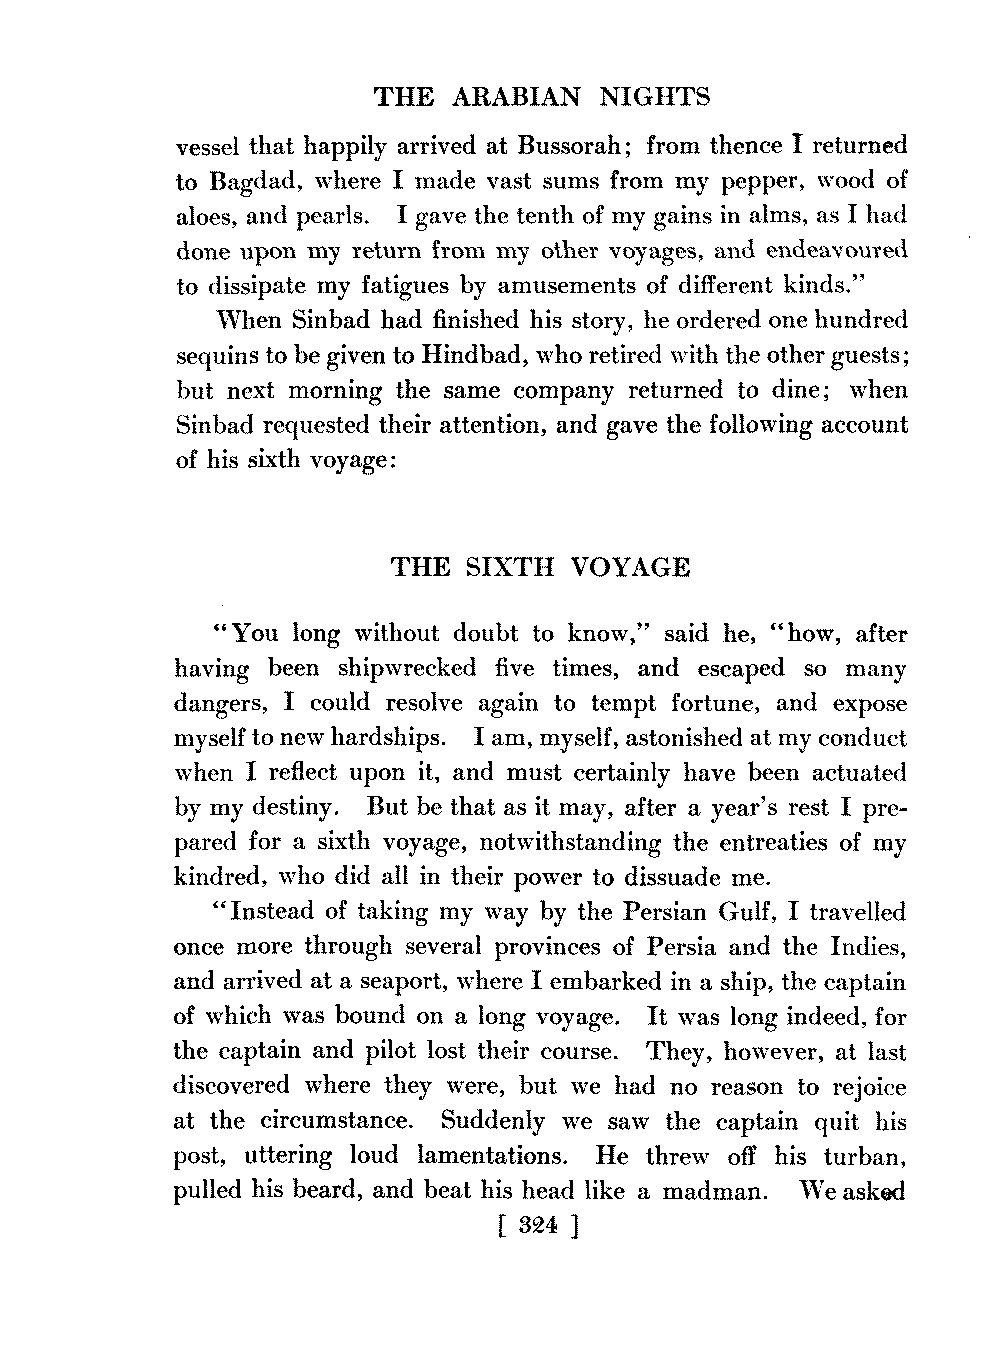 THE ARABIAN NIGHTS
vessel that happily arrived at Bussorah; from thence I returned
to Bagdad, where I made vast sums from my pepper, wood of
aloes, and pearls. I gave the tenth of my gains in alms, as I had
done upon my return from my other voyages, and endeavoured
to dissipate my fatigues by amusements of different kinds.”
When Sinbad had finished his story, he ordered one hundred
sequins to be given to Hindbad, who retired with the other guests;
but next morning the same company returned to dine; when
Sinbad requested their attention, and gave the following account
of his sixth voyage:
THE SIXTH VOYAGE
“You long without doubt to know,” said he, “how, after
having been shipwrecked five times, and escaped so many
dangers, I could resolve again to tempt fortune, and expose
myself to new hardships. I am, myself, astonished at my conduct
when I reflect upon it, and must certainly have been actuated
by my destiny. But be that as it may, after a year’s rest I pre-
pared for a sixth voyage, notwithstanding the entreaties of my
kindred, who did all in their power to dissuade me.
“Instead of taking my way by the Persian Gulf, I travelled
once more through several provinces of Persia and the Indies,
and arrived at a seaport, where I embarked in a ship, the captain
of which was bound on a long voyage. It was long indeed, for
the captain and pilot lost their course. They, however, at last
discovered where they were, but we had no reason to rejoice
at the circumstance. Suddenly we saw the captain quit his
post, uttering loud lamentations. He threw off his turban,
pulled his beard, and beat his head like a madman. We asked
[ 324 ]